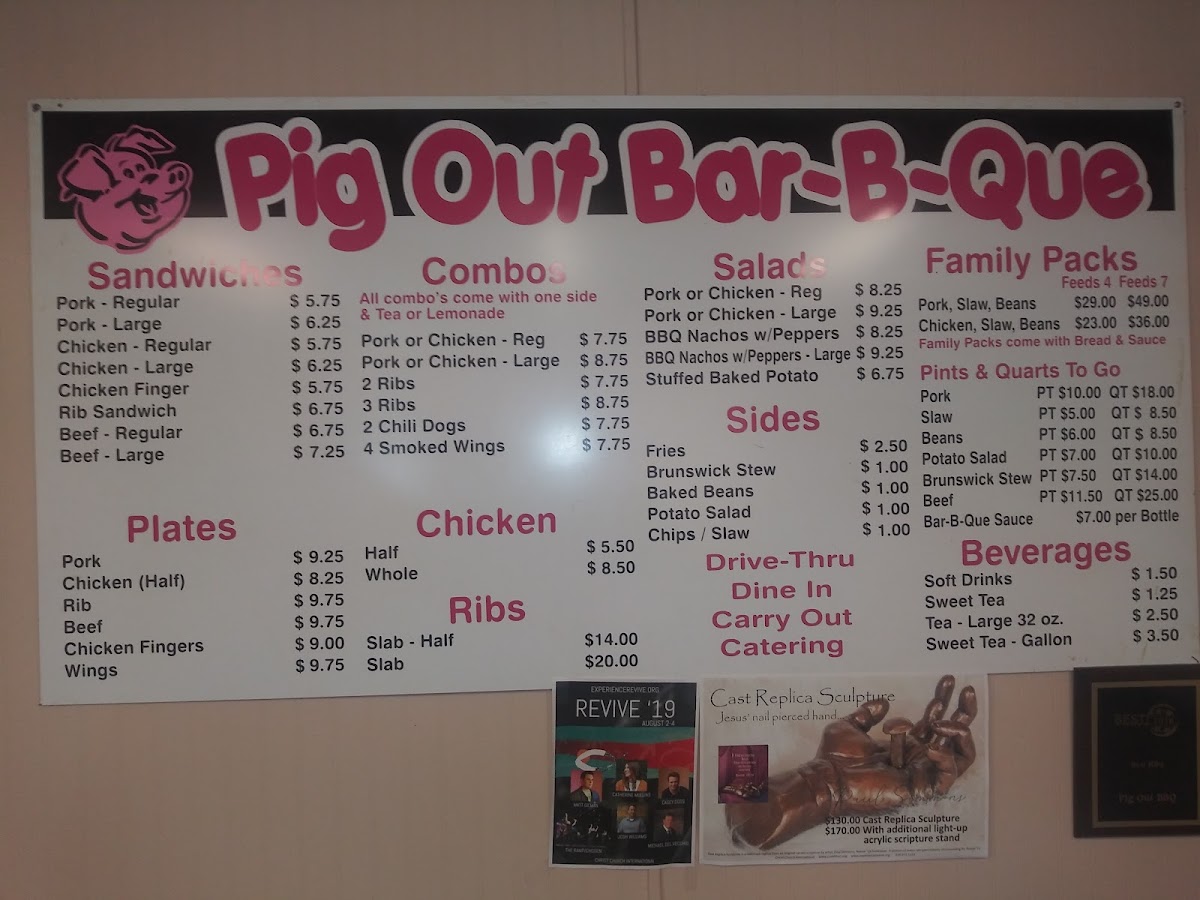 Pig Out Bar-B-Que
Sandwiches
Pork - Regular $ 5.75
Pork - Large $ 6.25
Chicken - Regular $ 5.75
Chicken - Large $ 6.25
Chicken Finger $ 5.75
Rib Sandwich $ 6.75
Beef - Regular $ 6.75
Beef - Large $ 7.25
Plates
Pork $ 9.25
Chicken (Half) $ 8.25
Rib $ 9.75
Beef $ 9.75
Chicken Fingers $ 9.00
Wings $ 9.75
Combos
All combo's come with one side
& Tea or Lemonade
Pork or Chicken - Reg $ 7.75
Pork or Chicken - Large $ 8.75
2 Ribs $ 7.75
3 Ribs $ 8.75
2 Chili Dogs $ 7.75
4 Smoked Wings $ 7.75
Chicken
Half $ 5.50
Whole $ 8.50
Ribs
Slab - Half $14.00
Slab $20.00
Salads
Pork or Chicken - Reg $ 8.25
Pork or Chicken - Large $ 9.25
BBQ Nachos w/Peppers $ 8.25
BBQ Nachos w/Peppers - Large $ 9.25
Stuffed Baked Potato $ 6.75
Sides
Fries $ 2.50
Brunswick Stew $ 1.00
Baked Beans $ 1.00
Potato Salad $ 1.00
Chips / Slaw $ 1.00
Drive-Thru
Dine In
Carry Out
Catering
Family Packs
Feeds 4 Feeds 7
Pork, Slaw, Beans $29.00 $49.00
Chicken, Slaw, Beans $23.00 $36.00
Family Packs come with Bread & Sauce
Pints & Quarts To Go
Pork PT $10.00 QT $18.00
Slaw PT $5.00 QT $ 8.50
Beans PT $6.00 QT $ 8.50
Potato Salad PT $7.00 QT $10.00
Brunswick Stew PT $7.50 QT $14.00
Beef PT $11.50 QT $25.00
Bar-B-Que Sauce $7.00 per Bottle
Beverages
Soft Drinks $ 1.50
Sweet Tea $ 1.25
Tea - Large 32 oz. $ 2.50
Sweet Tea - Gallon $ 3.50
EXPERIENCEREVIVE.ORG
REVIVE '19
AUGUST 2-4
Cast Replica Sculpture
Jesus' nail pierced hand
$130.00 Cast Replica Sculpture
$170.00 With additional light-up
acrylic scripture stand
Pig Out BBQ